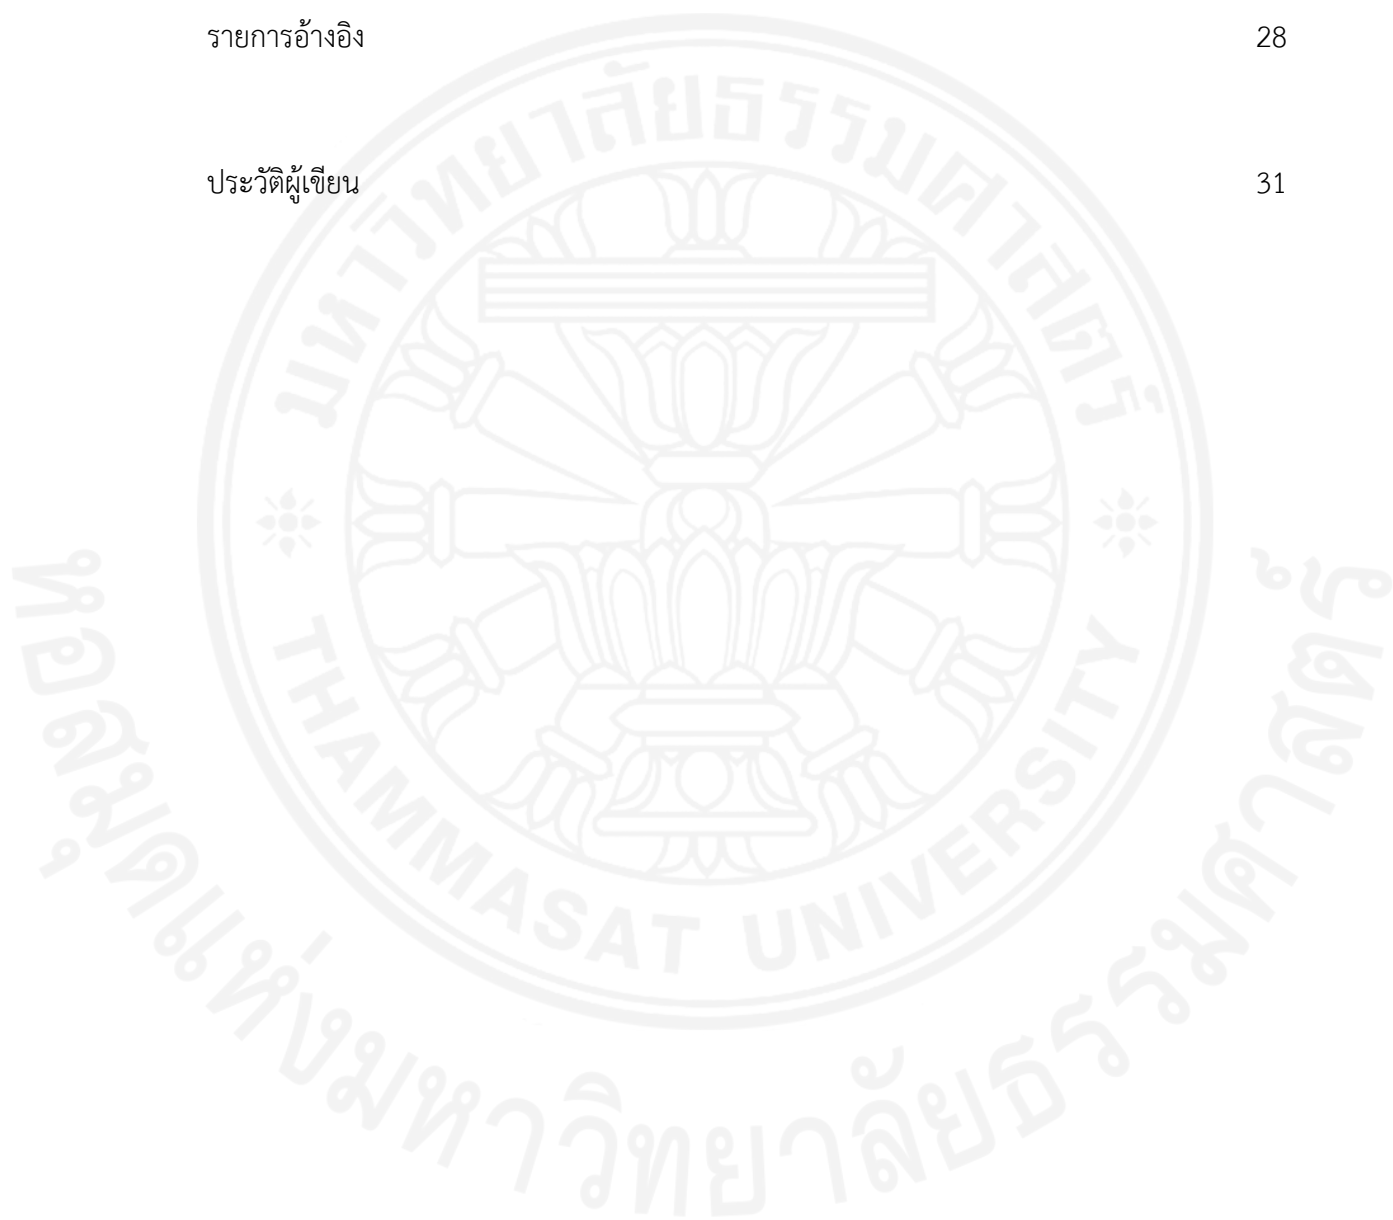 รายการอ้างอิง 28
ประวัติผู้เขียน 31
มหาวิทยาลัยธรรมศาสตร์
THAMMASAT UNIVERSITY
หอสมุดแห่งมหาวิทยาลัยธรรมศาสตร์